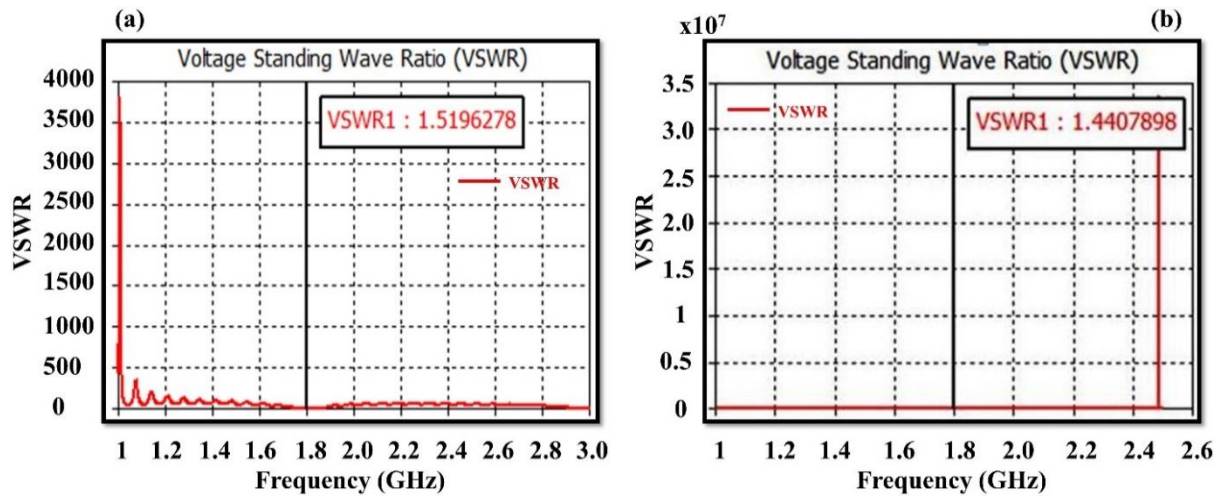 (a)
Voltage Standing Wave Ratio (VSWR)
4000
3500
3000
2500
2000
1500
1000
500
0
VSWR
VSWR1 : 1.5196278
VSWR
1 1.2 1.4 1.6 1.8 2.0 2.2 2.4 2.6 2.8 3.0
Frequency (GHz)
x10⁷
(b)
Voltage Standing Wave Ratio (VSWR)
3.5
3.0
2.5
2.0
1.5
1
0.5
0
VSWR
VSWR
VSWR1 : 1.4407898
1 1.2 1.4 1.6 1.8 2.0 2.2 2.4 2.6
Frequency (GHz)